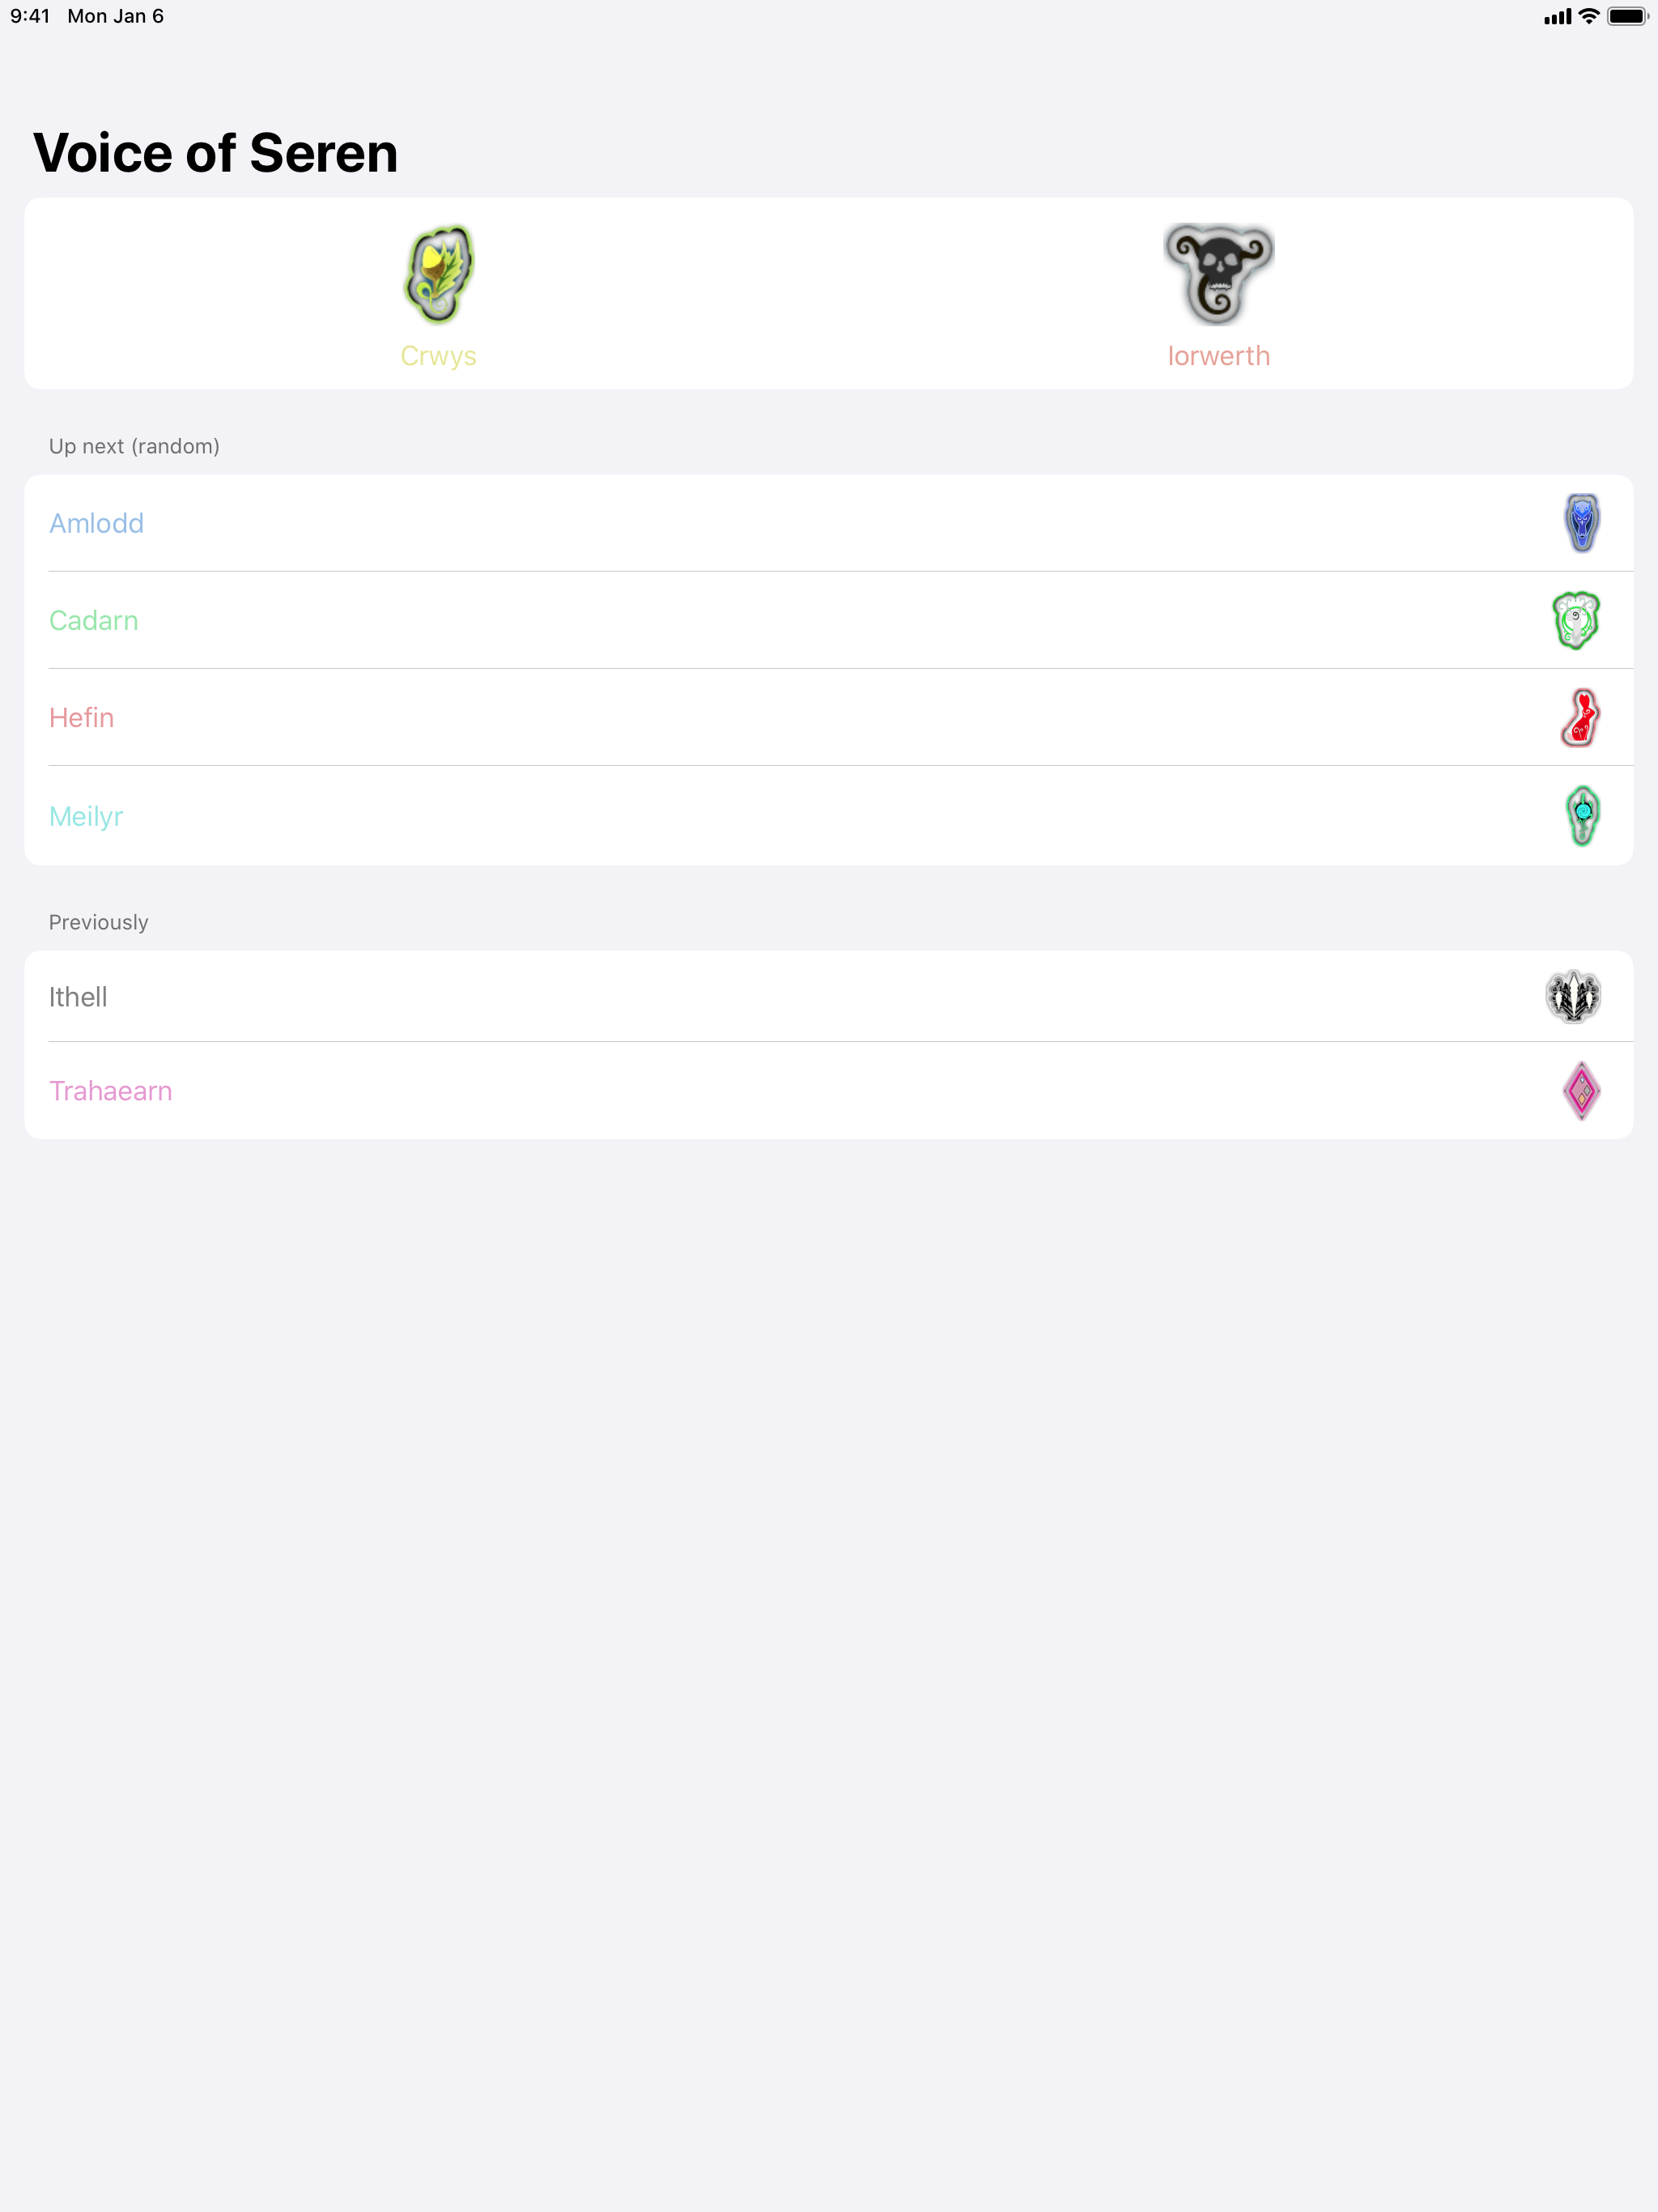 9:41 Mon Jan 6
Voice of Seren
Crwys Iorwerth
Up next (random)
Amlodd
Cadarn
Hefin
Meilyr
Previously
Ithell
Trahaearn